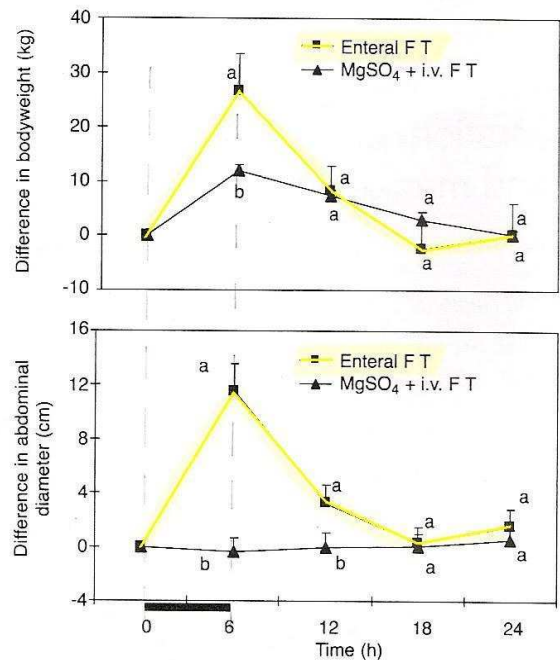 40
30
20
10
0
-10
Difference in bodyweight (kg)
Enteral F T
MgSO4 + i.v. F T
a
b
a
a
a
a
a
16
12
8
4
0
-4
Difference in abdominal
diameter (cm)
Enteral F T
MgSO4 + i.v. F T
a
b
a
b
a
a
a
a
0 6 12 18 24
Time (h)